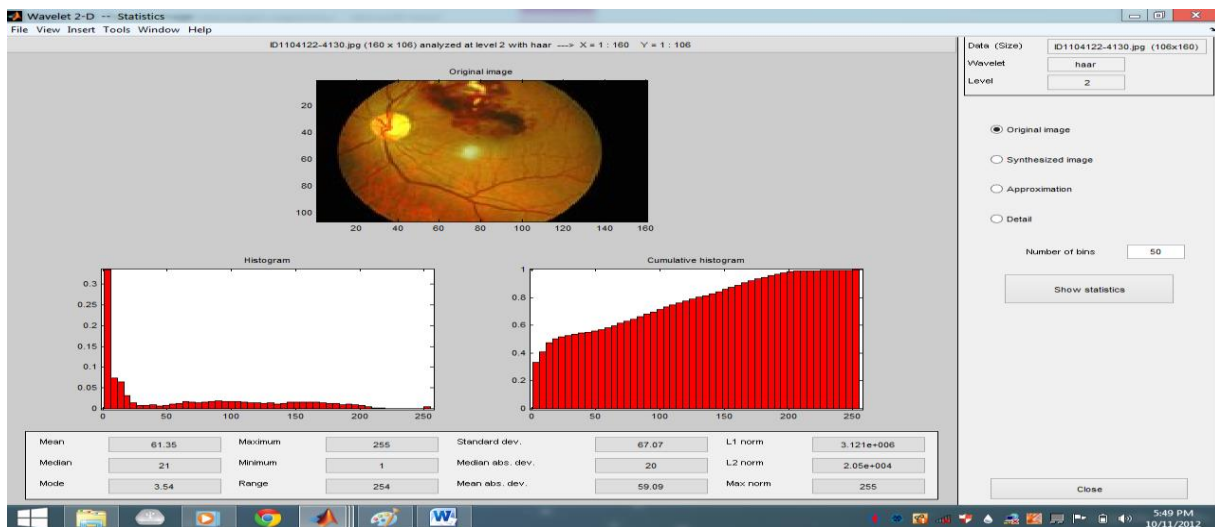 Wavelet 2-D -- Statistics
File View Insert Tools Window Help
ID1104122-4130.jpg (160 x 106) analyzed at level 2 with haar ---> X = 1 : 160 Y = 1 : 106
Data (Size) ID1104122-4130.jpg (106x160)
Wavelet haar
Level 2
Original image
20
40
60
80
100
20 40 60 80 100 120 140 160
Original image
Synthesized image
Approximation
Detail
Number of bins 50
Show statistics
Histogram
0.3
0.25
0.2
0.15
0.1
0.05
0
0 50 100 150 200 250
Cumulative histogram
1
0.8
0.6
0.4
0.2
0
0 50 100 150 200 250
Mean 61.35 Maximum 255 Standard dev. 67.07 L1 norm 3.121e+006
Median 21 Minimum 1 Median abs. dev. 20 L2 norm 2.05e+004
Mode 3.54 Range 254 Mean abs. dev. 59.09 Max norm 255
Close
5:49 PM
10/11/2012